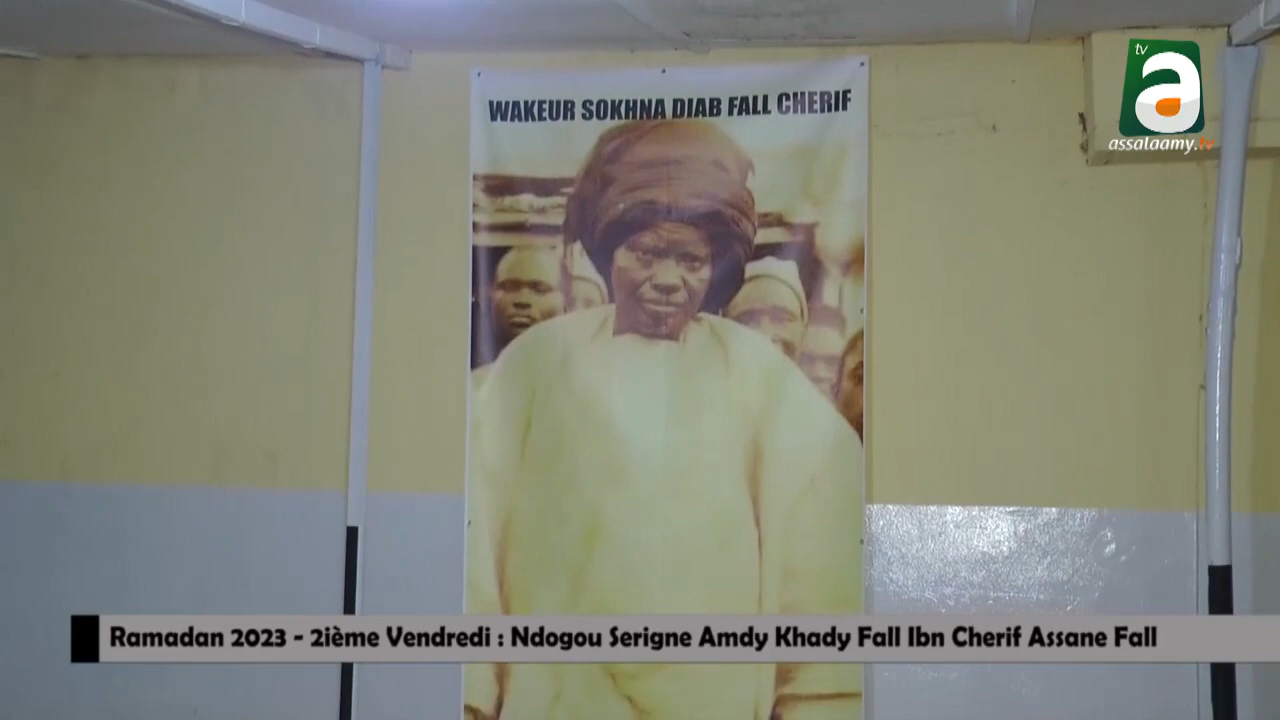 WAKEUR SOKHNA DIAB FALL CHERIF
tv
a
assalaamy.tv
Ramadan 2023 - 2ième Vendredi : Ndogou Serigne Amdy Khady Fall Ibn Cherif Assane Fall